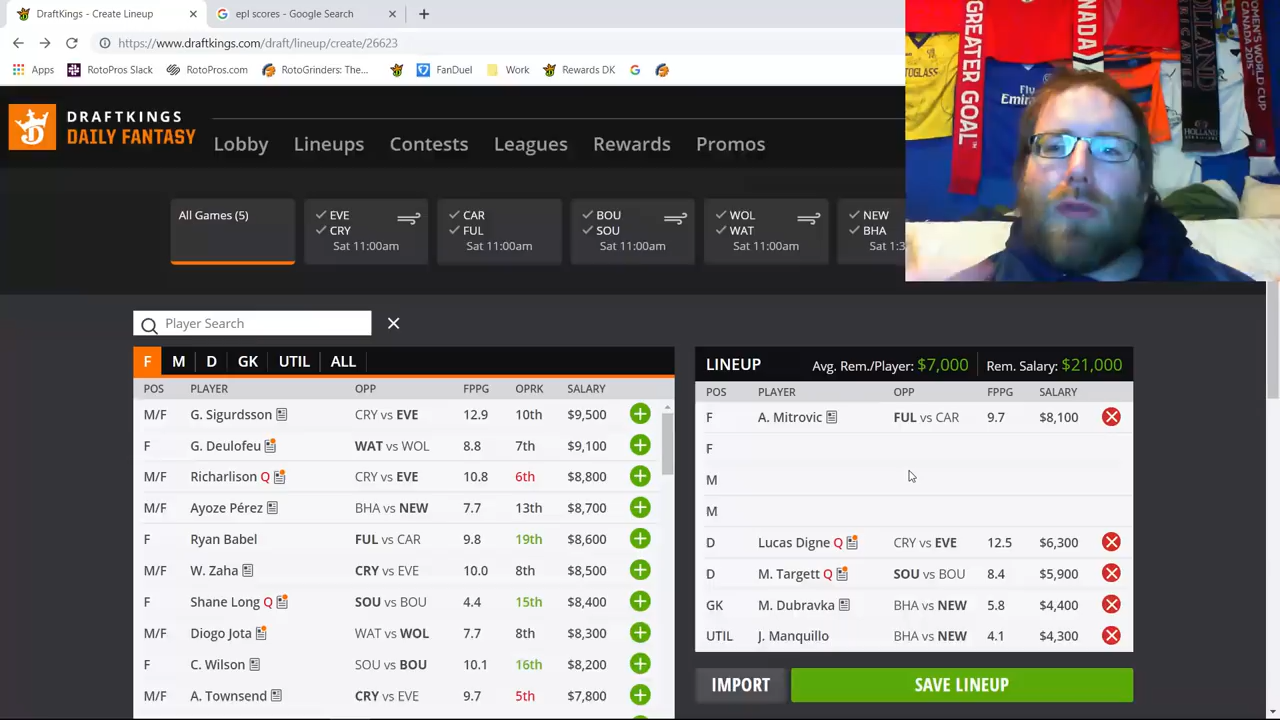 DraftKings - Create Lineup
epl scores - Google Search
https://www.draftkings.com/draft/lineup/create/26623
Apps RotoPros Slack RotoPros.com RotoGrinders: The... FanDuel Work Rewards DK
DRAFTKINGS
DAILY FANTASY
Lobby Lineups Contests Leagues Rewards Promos
All Games (5)
EVE
CRY
Sat 11:00am
CAR
FUL
Sat 11:00am
BOU
SOU
Sat 11:00am
WOL
WAT
Sat 11:00am
NEW
BHA
GREATER GOAL
NADA
Fly
HOLLAND
Player Search
F M D GK UTIL ALL
POS PLAYER OPP FPPG OPRK SALARY
M/F G. Sigurdsson CRY vs EVE 12.9 10th $9,500
F G. Deulofeu WAT vs WOL 8.8 7th $9,100
M/F Richarlison Q CRY vs EVE 10.8 6th $8,800
M/F Ayoze Pérez BHA vs NEW 7.7 13th $8,700
F Ryan Babel FUL vs CAR 9.8 19th $8,600
M/F W. Zaha CRY vs EVE 10.0 8th $8,500
F Shane Long Q SOU vs BOU 4.4 15th $8,400
M/F Diogo Jota WAT vs WOL 7.7 8th $8,300
F C. Wilson SOU vs BOU 10.1 16th $8,200
M/F A. Townsend CRY vs EVE 9.7 5th $7,800
LINEUP Avg. Rem./Player: $7,000 Rem. Salary: $21,000
POS PLAYER OPP FPPG SALARY
F A. Mitrovic FUL vs CAR 9.7 $8,100
F
M
M
D Lucas Digne Q CRY vs EVE 12.5 $6,300
D M. Targett Q SOU vs BOU 8.4 $5,900
GK M. Dubravka BHA vs NEW 5.8 $4,400
UTIL J. Manquillo BHA vs NEW 4.1 $4,300
IMPORT SAVE LINEUP